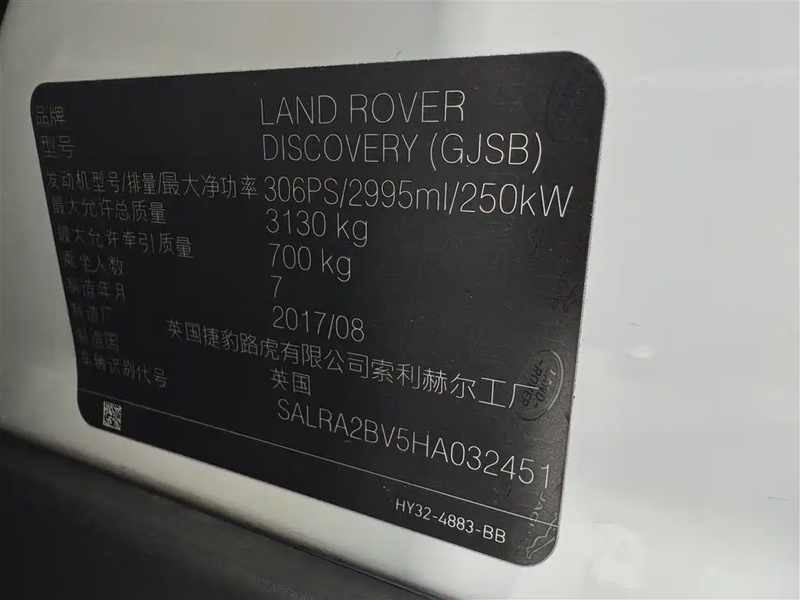 品牌 LAND ROVER
型号 DISCOVERY (GJSB)
发动机型号/排量/最大净功率 306PS/2995ml/250kW
最大允许总质量 3130 kg
最大允许牵引质量 700 kg
乘坐人数 7
制造年月 2017/08
制造厂 英国捷豹路虎有限公司索利赫尔工厂
制造国 英国
车辆识别代号 SALRA2BV5HA032451
HY32-4883-BB